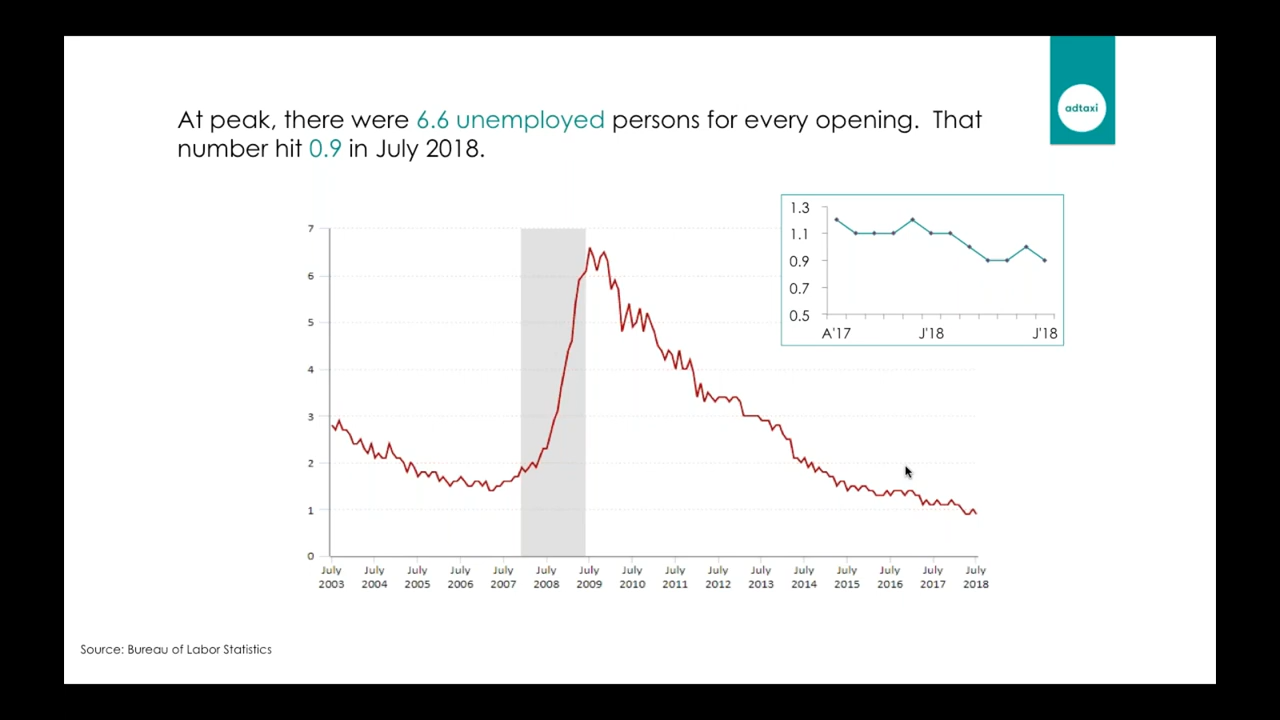 adtaxi
At peak, there were 6.6 unemployed persons for every opening.  That
number hit 0.9 in July 2018.
1.3
1.1
0.9
0.7
0.5
A'17 J'18 J'18
7
6
5
4
3
2
1
0
July July July July July July July July July July July July July July July July
2003 2004 2005 2006 2007 2008 2009 2010 2011 2012 2013 2014 2015 2016 2017 2018
Source: Bureau of Labor Statistics